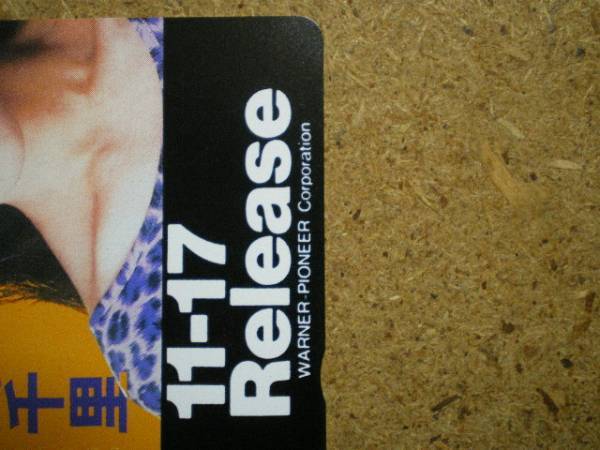 千里
11-17
Release
WARNER-PIONEER Corporation